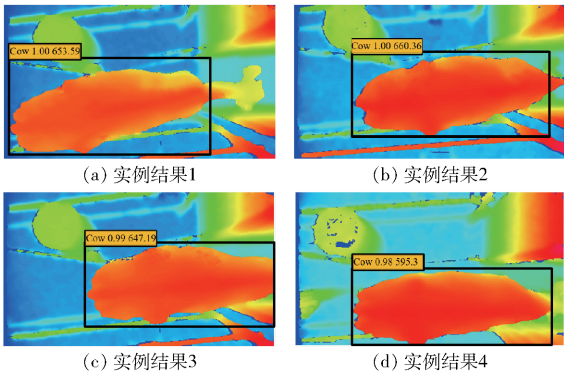 Cow 1.00 653.59
Cow 1.00 660.36
(a) 实例结果1
(b) 实例结果2
Cow 0.99 647.19
Cow 0.98 595.3
(c) 实例结果3
(d) 实例结果4